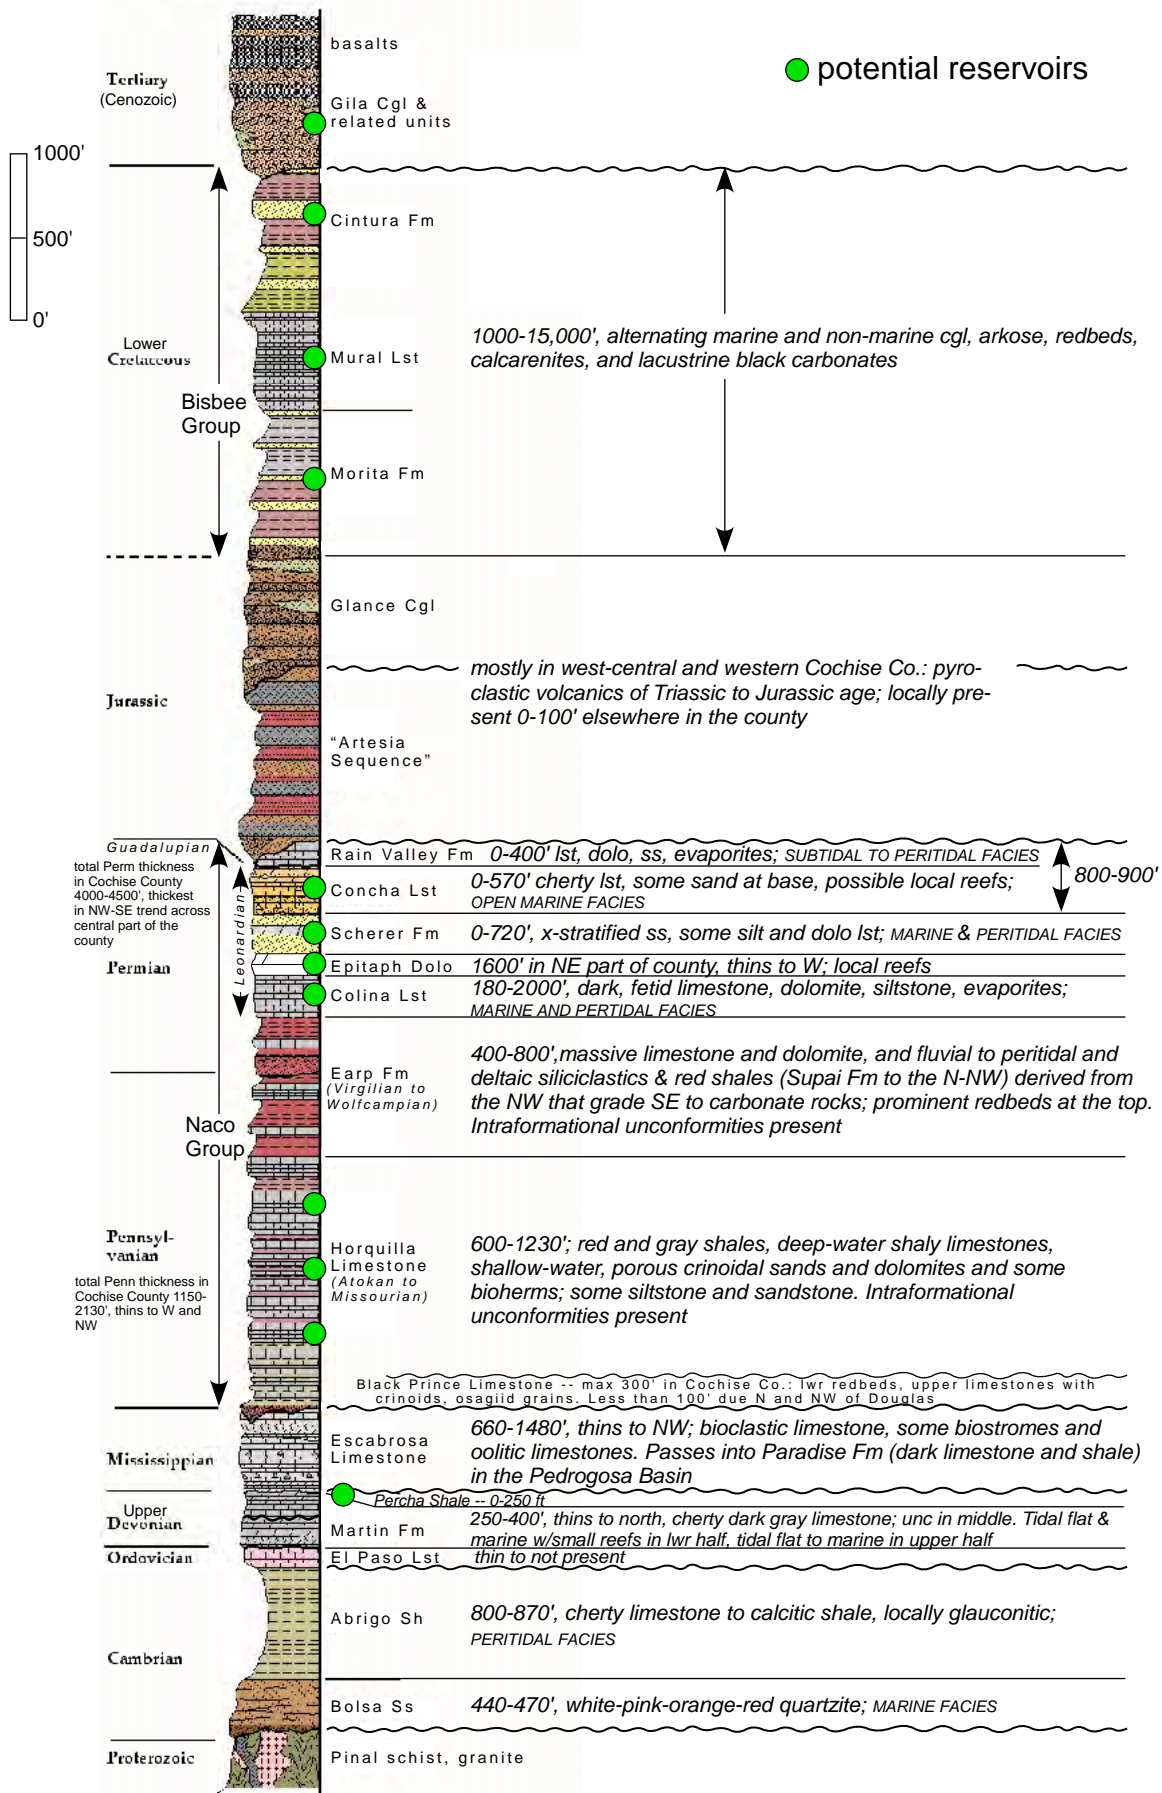 basalts
potential reservoirs
Tertiary
(Cenozoic)
Gila Cgl &
related units
1000'
500'
0'
Cintura Fm
Lower
Cretaceous
Mural Lst
1000-15,000', alternating marine and non-marine cgl, arkose, redbeds,
calcarenites, and lacustrine black carbonates
Bisbee
Group
Morita Fm
Glance Cgl
Jurassic
mostly in west-central and western Cochise Co.: pyro-
clastic volcanics of Triassic to Jurassic age; locally pre-
sent 0-100' elsewhere in the county
“Artesia
Sequence”
Guadalupian
Rain Valley Fm 0-400' lst, dolo, ss, evaporites; SUBTIDAL TO PERITIDAL FACIES
800-900'
total Perm thickness
in Cochise County
4000-4500', thickest
in NW-SE trend across
central part of the
county
Leonardian
Concha Lst 0-570' cherty lst, some sand at base, possible local reefs;
OPEN MARINE FACIES
Scherer Fm 0-720', x-stratified ss, some silt and dolo lst; MARINE & PERITIDAL FACIES
Permian
Epitaph Dolo 1600' in NE part of county, thins to W; local reefs
Colina Lst 180-2000', dark, fetid limestone, dolomite, siltstone, evaporites;
MARINE AND PERTIDAL FACIES
Earp Fm
(Virgilian to
Wolfcampian)
400-800',massive limestone and dolomite, and fluvial to peritidal and
deltaic siliciclastics & red shales (Supai Fm to the N-NW) derived from
the NW that grade SE to carbonate rocks; prominent redbeds at the top.
Intraformational unconformities present
Naco
Group
Pennsyl-
vanian
total Penn thickness in
Cochise County 1150-
2130', thins to W and
NW
Horquilla
Limestone
(Atokan to
Missourian)
600-1230'; red and gray shales, deep-water shaly limestones,
shallow-water, porous crinoidal sands and dolomites and some
bioherms; some siltstone and sandstone. Intraformational
unconformities present
Black Prince Limestone -- max 300' in Cochise Co.: lwr redbeds, upper limestones with
crinoids, osagiid grains. Less than 100' due N and NW of Douglas
Mississippian
Escabrosa
Limestone
660-1480', thins to NW; bioclastic limestone, some biostromes and
oolitic limestones. Passes into Paradise Fm (dark limestone and shale)
in the Pedrogosa Basin
Percha Shale -- 0-250 ft
Upper
Devonian
Martin Fm
250-400', thins to north, cherty dark gray limestone; unc in middle. Tidal flat &
marine w/small reefs in lwr half, tidal flat to marine in upper half
Ordovician
El Paso Lst thin to not present
Abrigo Sh 800-870', cherty limestone to calcitic shale, locally glauconitic;
PERITIDAL FACIES
Cambrian
Bolsa Ss 440-470', white-pink-orange-red quartzite; MARINE FACIES
Proterozoic
Pinal schist, granite